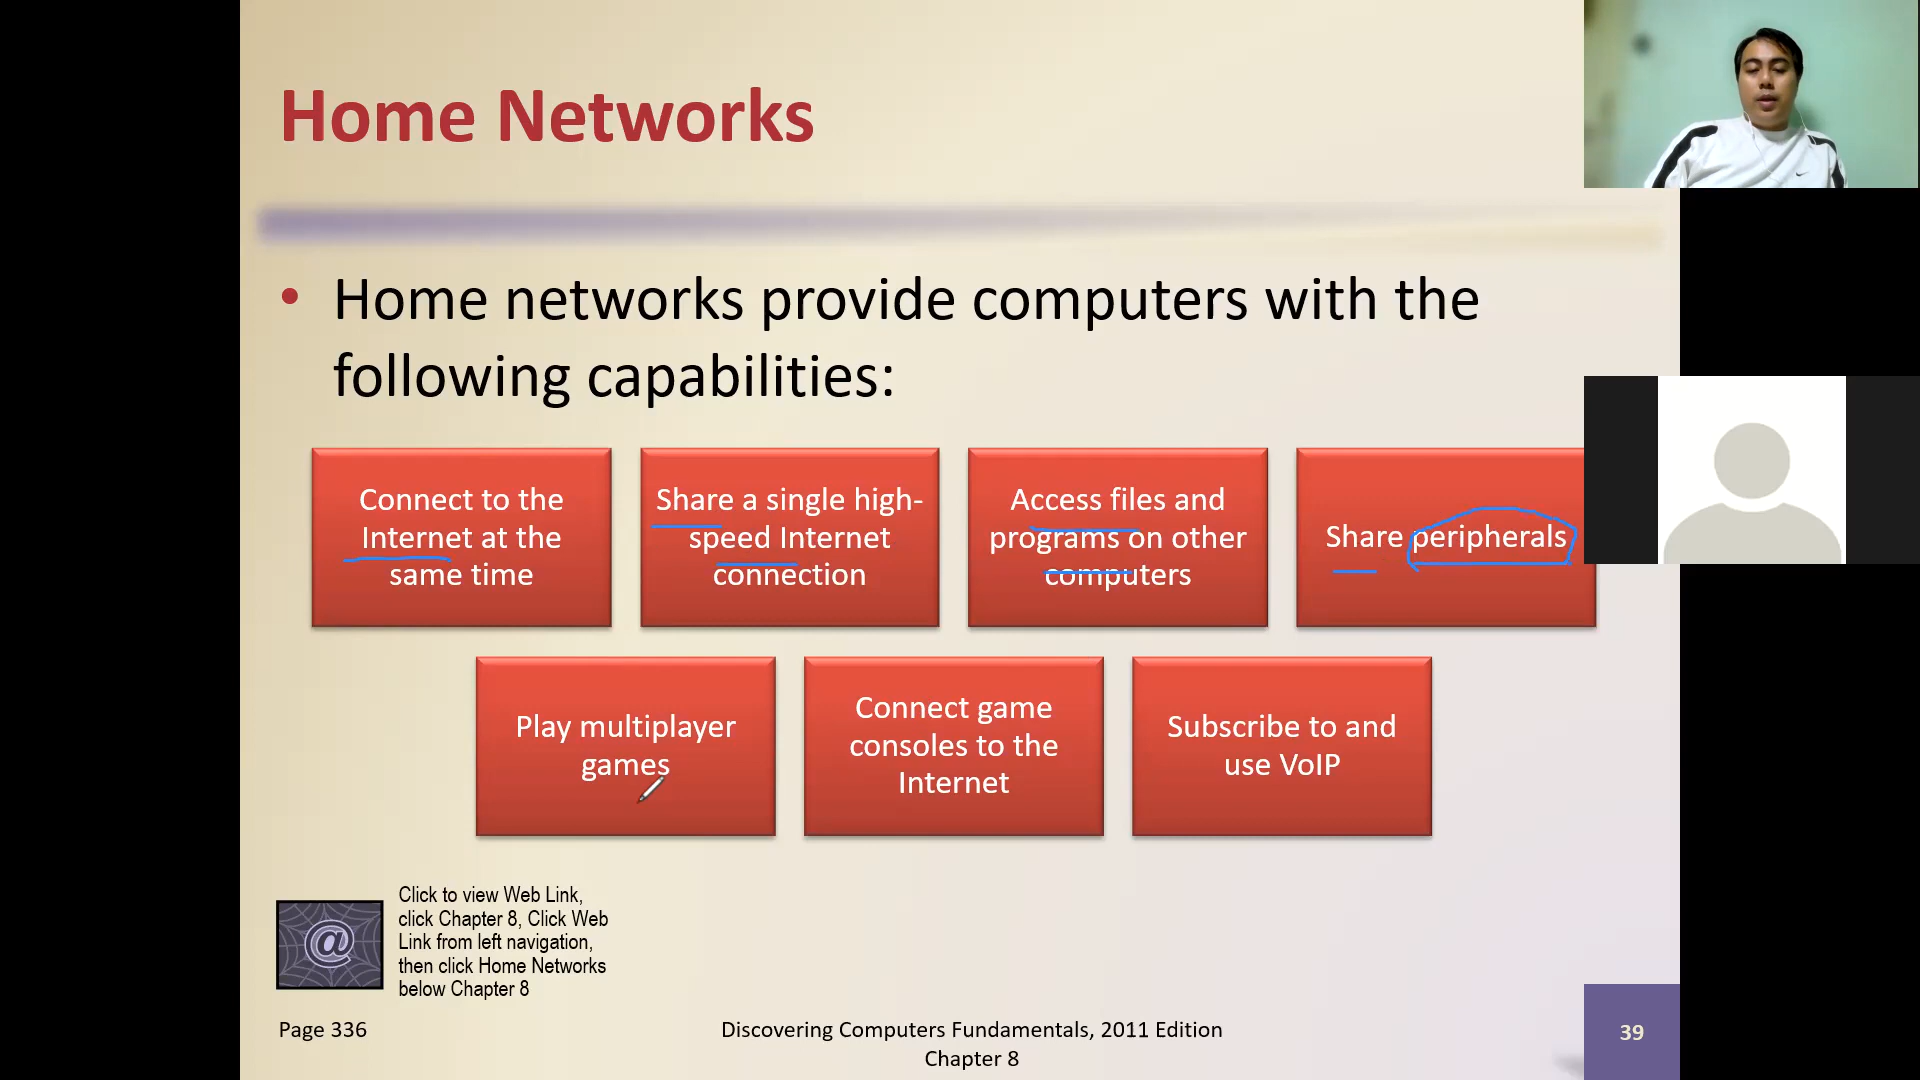 Home Networks
• Home networks provide computers with the
following capabilities:
Connect to the
Internet at the
same time
Share a single high-
speed Internet
connection
Access files and
programs on other
computers
Share peripherals
Play multiplayer
games
Connect game
consoles to the
Internet
Subscribe to and
use VoIP
@
Click to view Web Link,
click Chapter 8, Click Web
Link from left navigation,
then click Home Networks
below Chapter 8
Page 336
Discovering Computers Fundamentals, 2011 Edition
Chapter 8
39